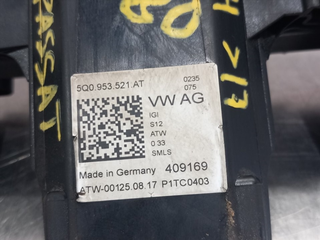 PASSAT
5Q0.953.521.AT
0235
075
VW AG
IGI
S12
ATW
0 33
SMLS
Made in Germany 409169
ATW-00125.08 17 P1TC0403